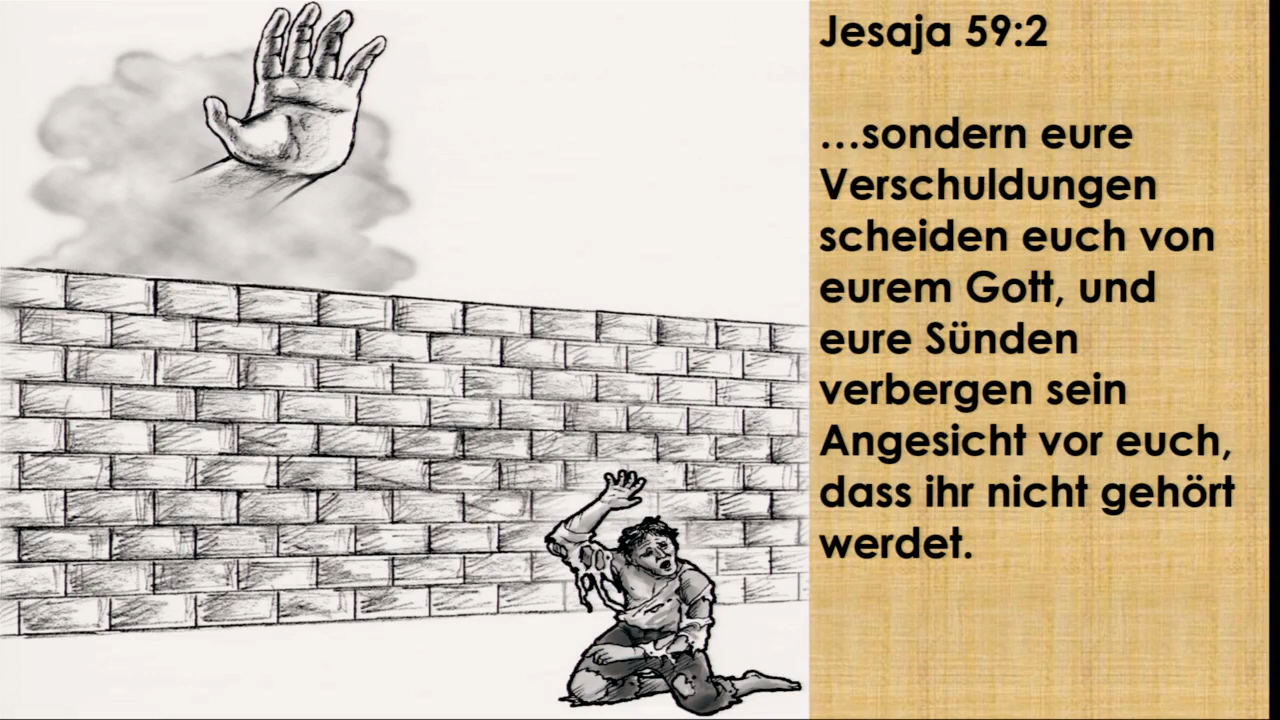 Jesaja 59:2
…sondern eure
Verschuldungen
scheiden euch von
eurem Gott, und
eure Sünden
verbergen sein
Angesicht vor euch,
dass ihr nicht gehört
werdet.